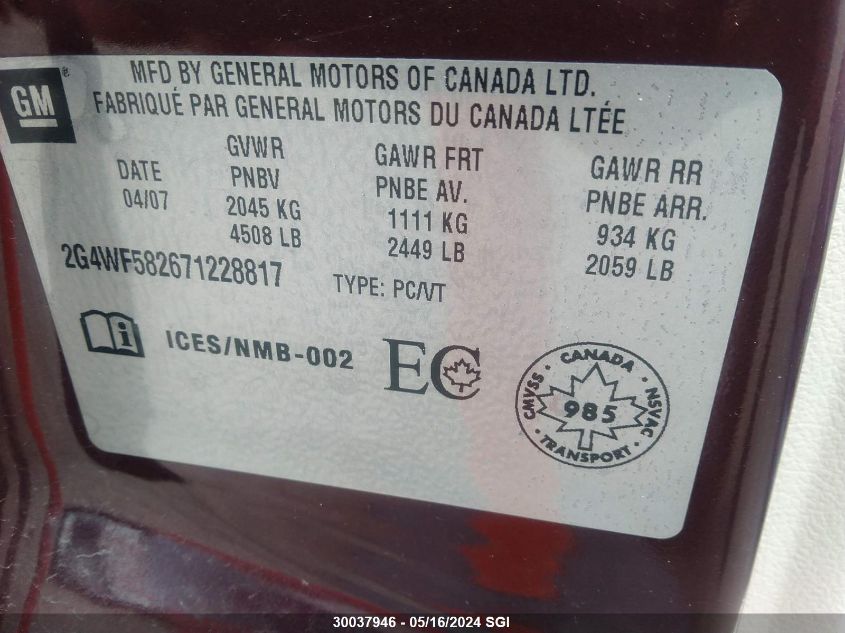 GM
MFD BY GENERAL MOTORS OF CANADA LTD.
FABRIQUÉ PAR GENERAL MOTORS DU CANADA LTÉE
DATE
04/07
GVWR
PNBV
2045 KG
4508 LB
GAWR FRT
PNBE AV.
1111 KG
2449 LB
GAWR RR
PNBE ARR.
934 KG
2059 LB
2G4WF582671228817
TYPE: PC/VT
i ICES/NMB-002
EC
CANADA
CMVSS
NSVAC
985
TRANSPORT
30037946 - 05/16/2024 SGI